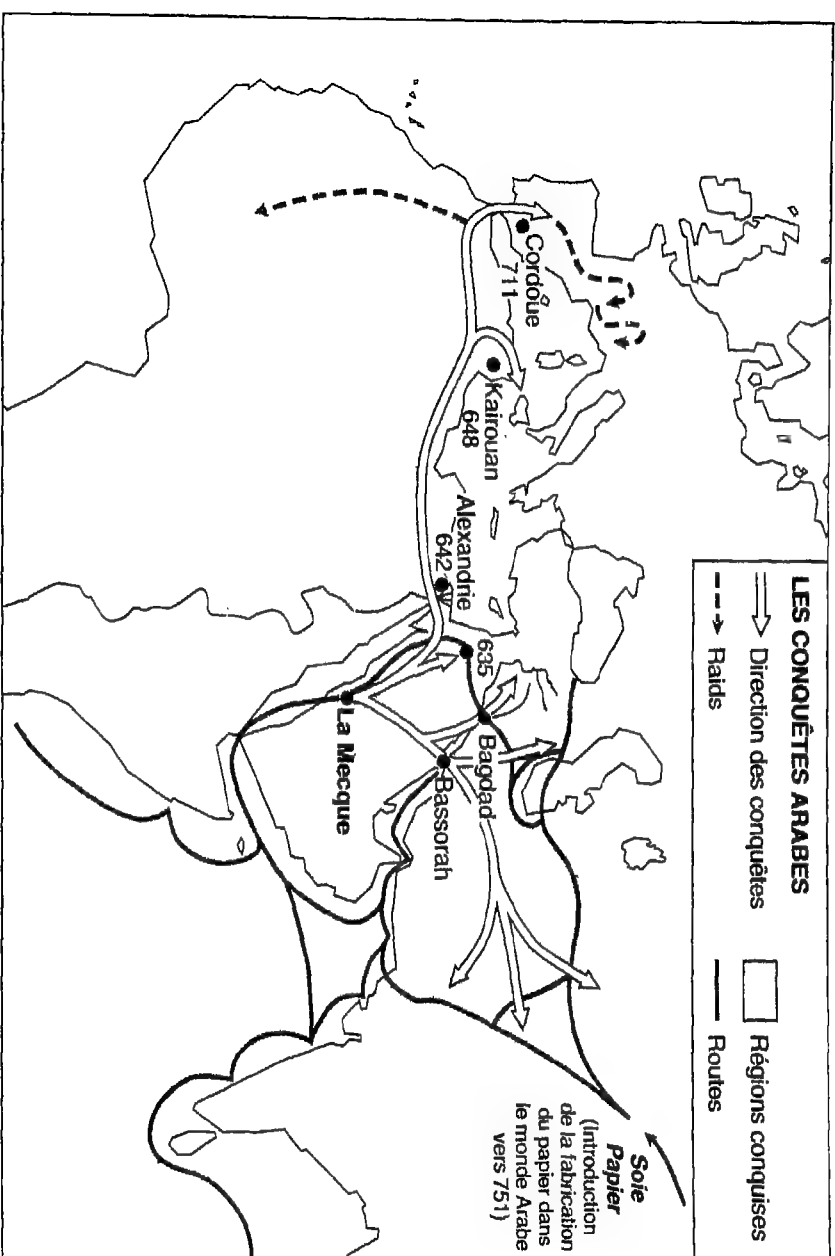 LES CONQUÊTES ARABES
Direction des conquêtes
Régions conquises
Raids
Routes
Cordoue
711
Kairouan
648
Alexandrie
642
635
Bagdad
Bassorah
La Mecque
Soie
Papier
(Introduction
de la fabrication
du papier dans
le monde Arabe
vers 751)